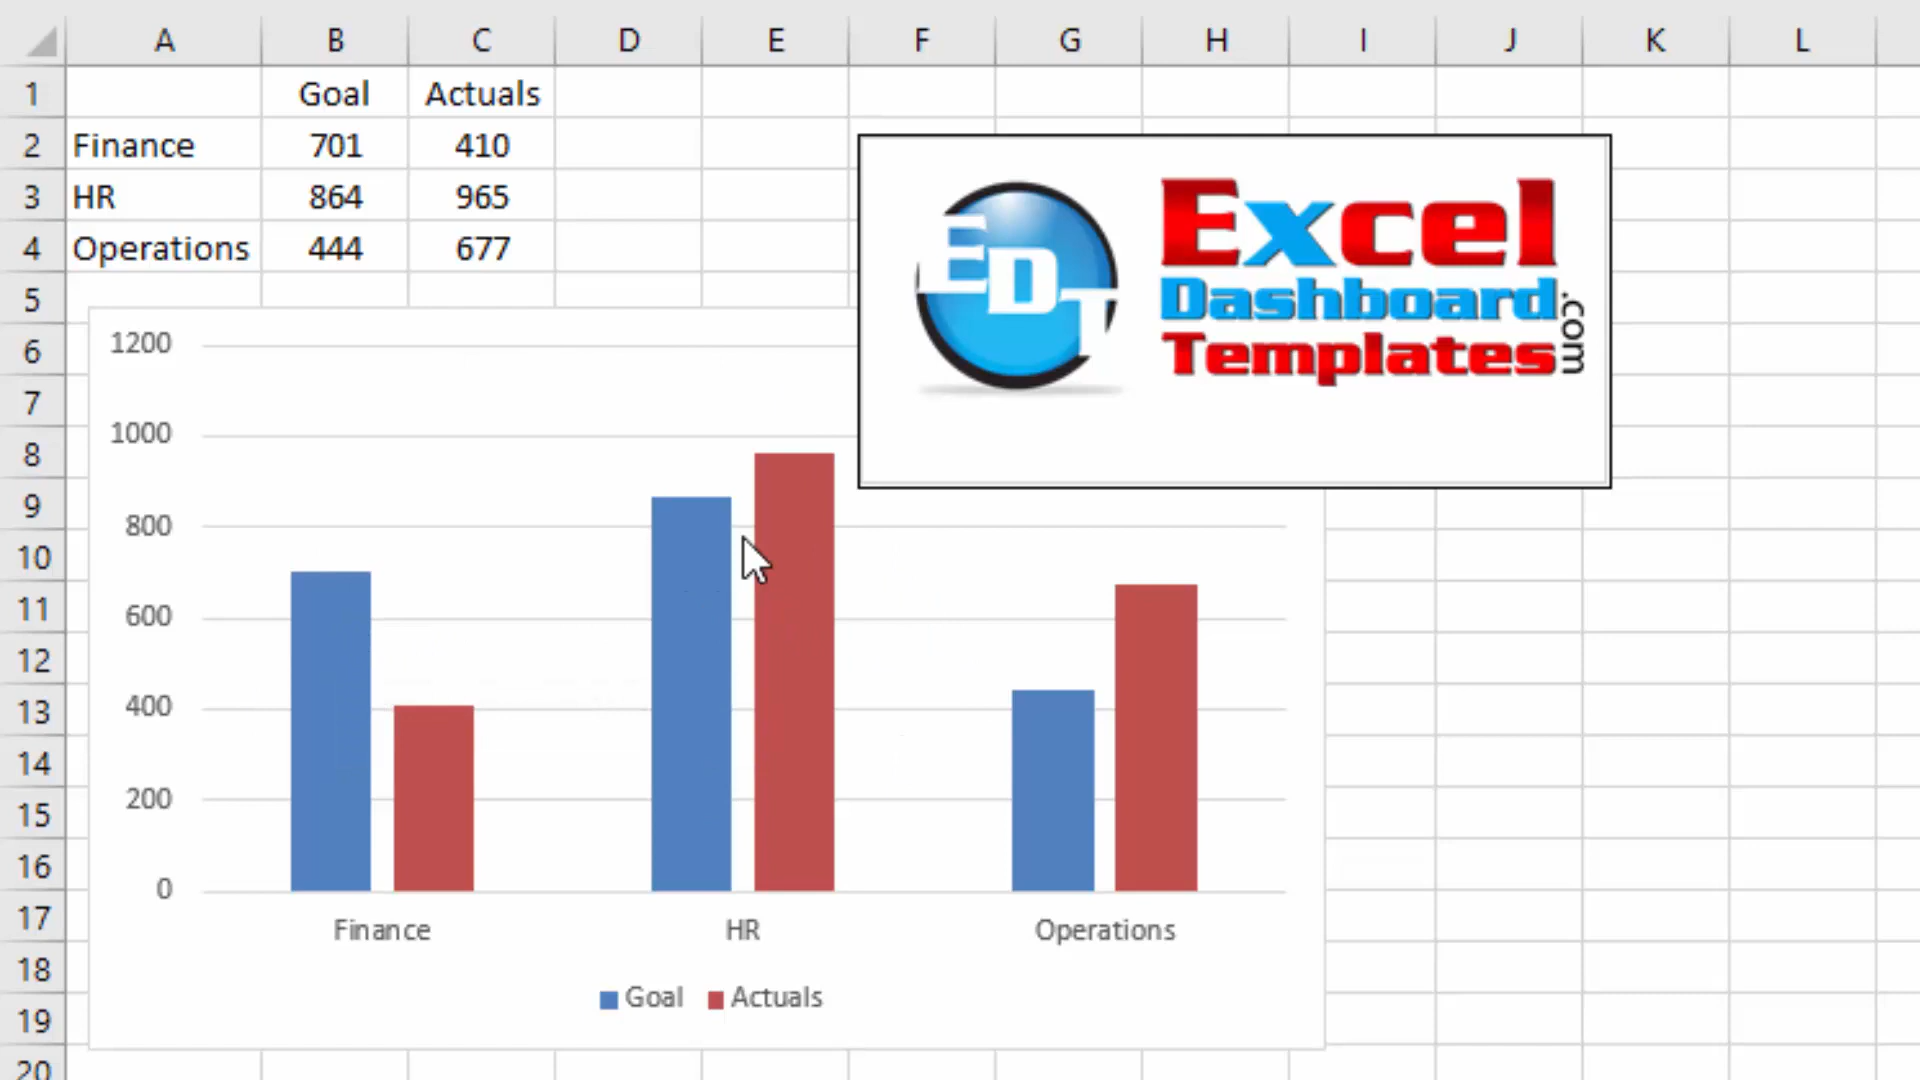 A B C D E F G H I J K L
1 Goal Actuals
2 Finance 701 410
3 HR 864 965
4 Operations 444 677
5
6
7
8
9
10
11
12
13
14
15
16
17
18
19
20
EDT
Excel
Dashboard
Templates
.com
1200
1000
800
600
400
200
0
Finance HR Operations
Goal Actuals